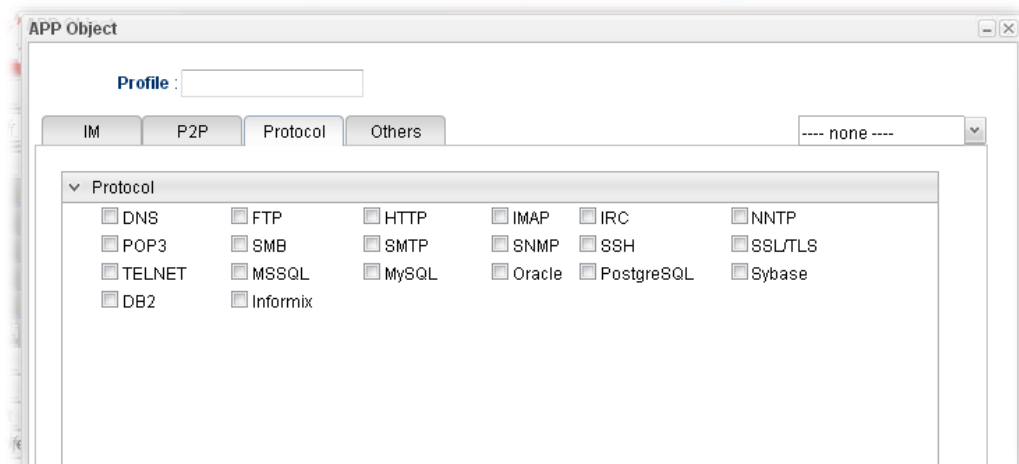 APP Object
Profile :
IM P2P Protocol Others ---- none ----
Protocol
DNS FTP HTTP IMAP IRC NNTP
POP3 SMB SMTP SNMP SSH SSL/TLS
TELNET MSSQL MySQL Oracle PostgreSQL Sybase
DB2 Informix